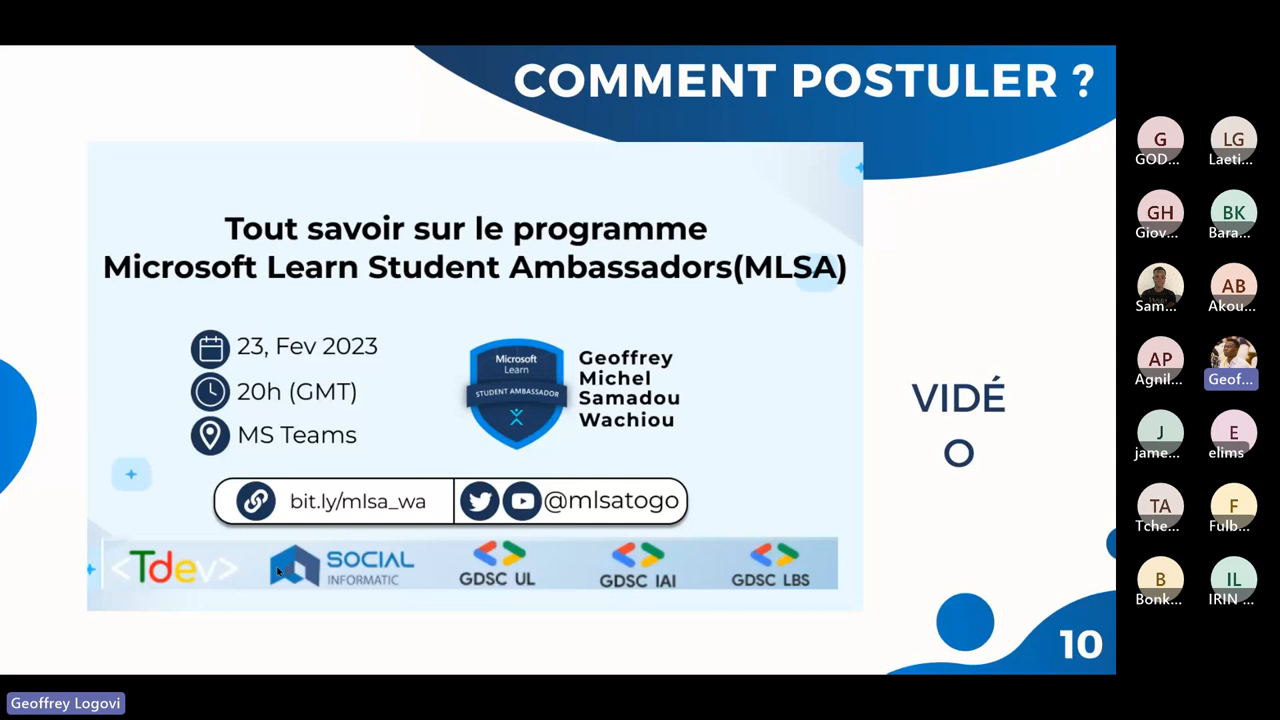 COMMENT POSTULER ?
Tout savoir sur le programme
Microsoft Learn Student Ambassadors(MLSA)
23, Fev 2023
20h (GMT)
MS Teams
Microsoft
Learn
STUDENT AMBASSADOR
Geoffrey
Michel
Samadou
Wachiou
bit.ly/mlsa_wa
@mlsatogo
<Tdev>
SOCIAL
INFORMATIC
GDSC UL
GDSC IAI
GDSC LBS
VIDÉ
O
10
G
GOD...
LG
Laeti...
GH
Giov...
BK
Bara...
Sam...
AB
Akou...
AP
Agnil...
Geof...
J
jame...
E
elims
TA
Tche...
F
Fulb...
B
Bonk...
IL
IRIN ...
Geoffrey Logovi